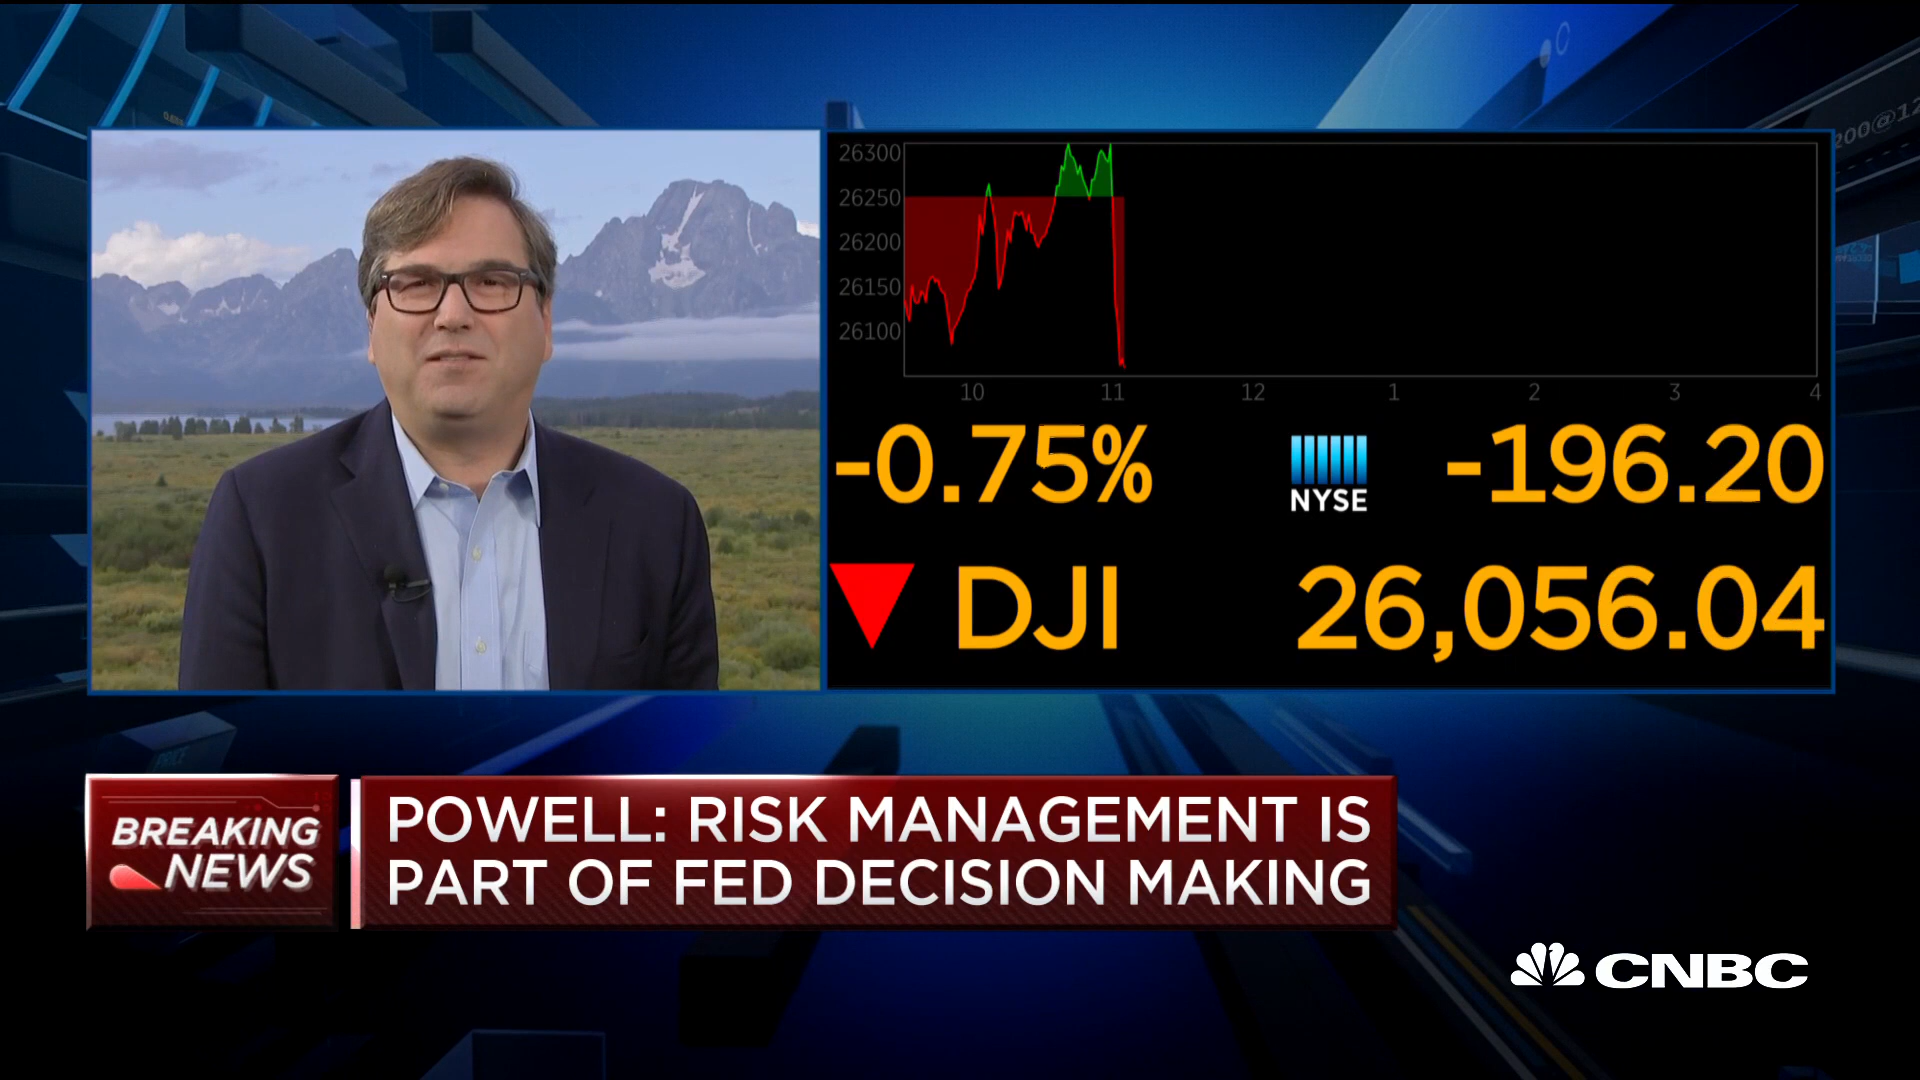 26300
26250
26200
26150
26100
10 11 12 1 2 3 4
-0.75% NYSE -196.20
DJI 26,056.04
BREAKING
NEWS
POWELL: RISK MANAGEMENT IS
PART OF FED DECISION MAKING
CNBC